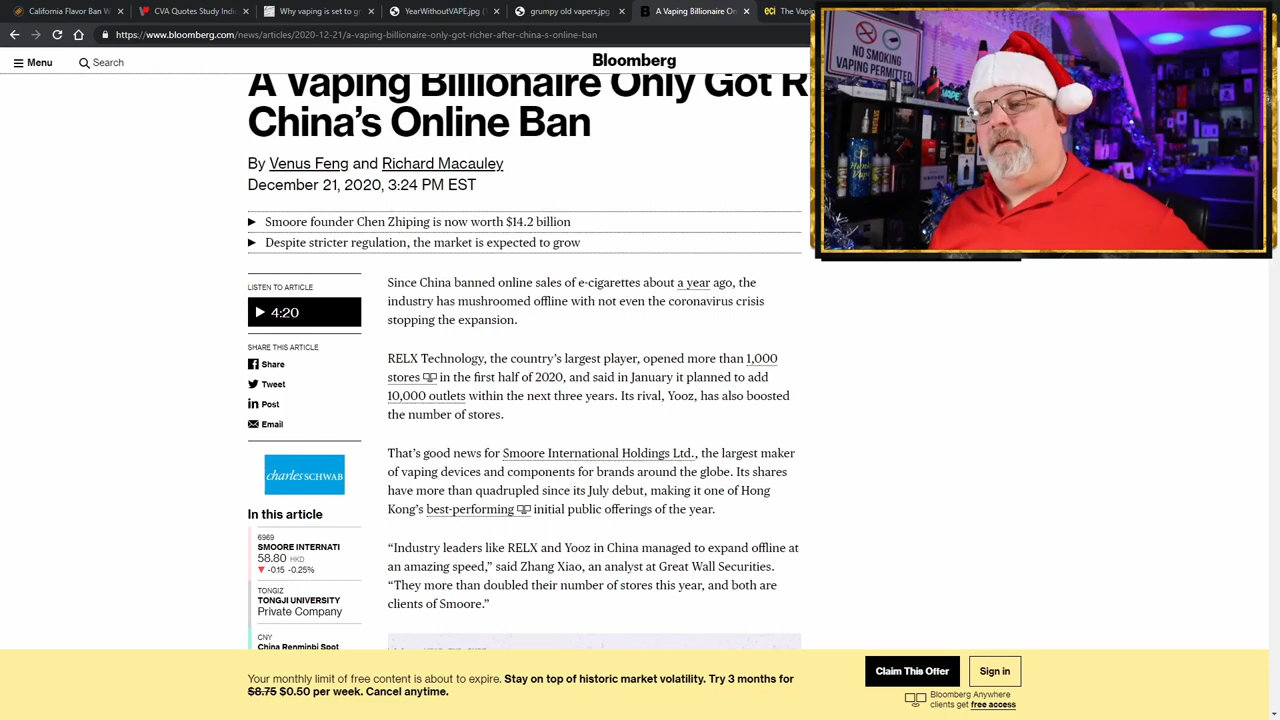 California Flavor Ban W
CVA Quotes Studin Indic
A Vaping Wish is set to g
YearWithoutVAPE.jpg (
grumpy old vapers.jpg
A Vaping Billionaire Onl
The Vapi
https://www.bloomberg.com/news/articles/2020-12-21/a-vaping-billionaire-only-got-richer-after-china-s-online-ban
Menu
Search
Bloomberg
NO SMOKING
VAPING PERMITTED
VAPE
A Vaping Billionaire Only Got R
China's Online Ban
By Venus Feng and Richard Macauley
December 21, 2020, 3:24 PM EST
Smoore founder Chen Zhiping is now worth $14.2 billion
Despite stricter regulation, the market is expected to grow
LISTEN TO ARTICLE
4:20
SHARE THIS ARTICLE
Share
Tweet
Post
Email
charles SCHWAB
In this article
6969
SMOORE INTERNATI
58.80 HKD
-0.15 -0.25%
TONGIZ
TONGJI UNIVERSITY
Private Company
CNY
China Renminbi Spot
Since China banned online sales of e-cigarettes about a year ago, the
industry has mushroomed offline with not even the coronavirus crisis
stopping the expansion.
RELX Technology, the country's largest player, opened more than 1,000
stores in the first half of 2020, and said in January it planned to add
10,000 outlets within the next three years. Its rival, Yooz, has also boosted
the number of stores.
That's good news for Smoore International Holdings Ltd., the largest maker
of vaping devices and components for brands around the globe. Its shares
have more than quadrupled since its July debut, making it one of Hong
Kong's best-performing initial public offerings of the year.
“Industry leaders like RELX and Yooz in China managed to expand offline at
an amazing speed,” said Zhang Xiao, an analyst at Great Wall Securities.
“They more than doubled their number of stores this year, and both are
clients of Smoore.”
Your monthly limit of free content is about to expire. Stay on top of historic market volatility. Try 3 months for
$8.75 $0.50 per week. Cancel anytime.
Claim This Offer
Sign in
Bloomberg Anywhere
clients get free access